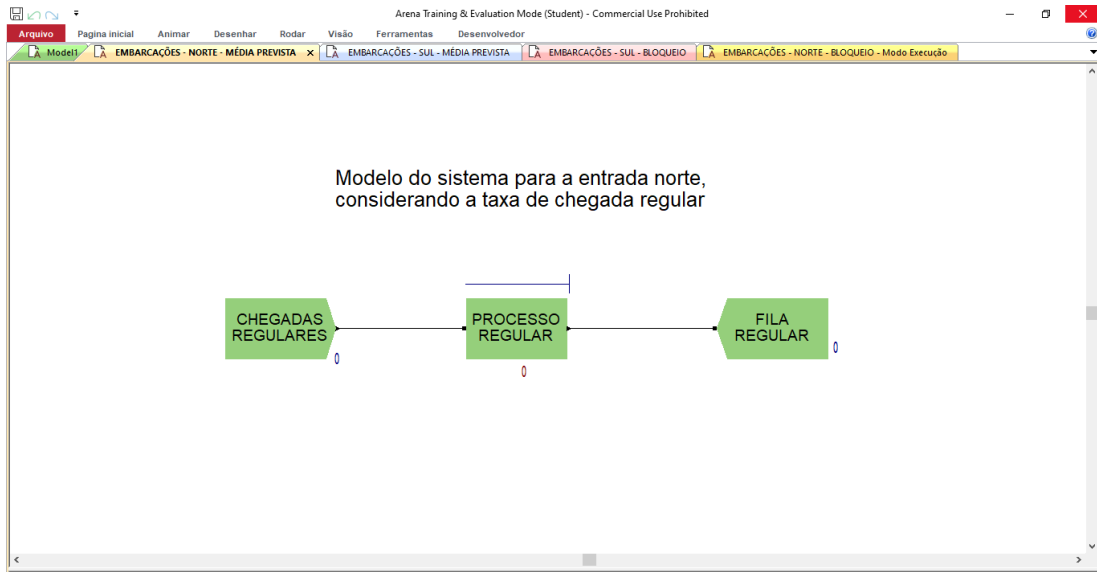 Arena Training & Evaluation Mode (Student) - Commercial Use Prohibited
Arquivo Pagina inicial Animar Desenhar Rodar Visão Ferramentas Desenvolvedor
Model1 EMBARCAÇÕES - NORTE - MÉDIA PREVISTA x EMBARCAÇÕES - SUL - MÉDIA PREVISTA EMBARCAÇÕES - SUL - BLOQUEIO EMBARCAÇÕES - NORTE - BLOQUEIO - Modo Execução
Modelo do sistema para a entrada norte,
considerando a taxa de chegada regular
CHEGADAS
REGULARES
0
PROCESSO
REGULAR
0
FILA
REGULAR
0